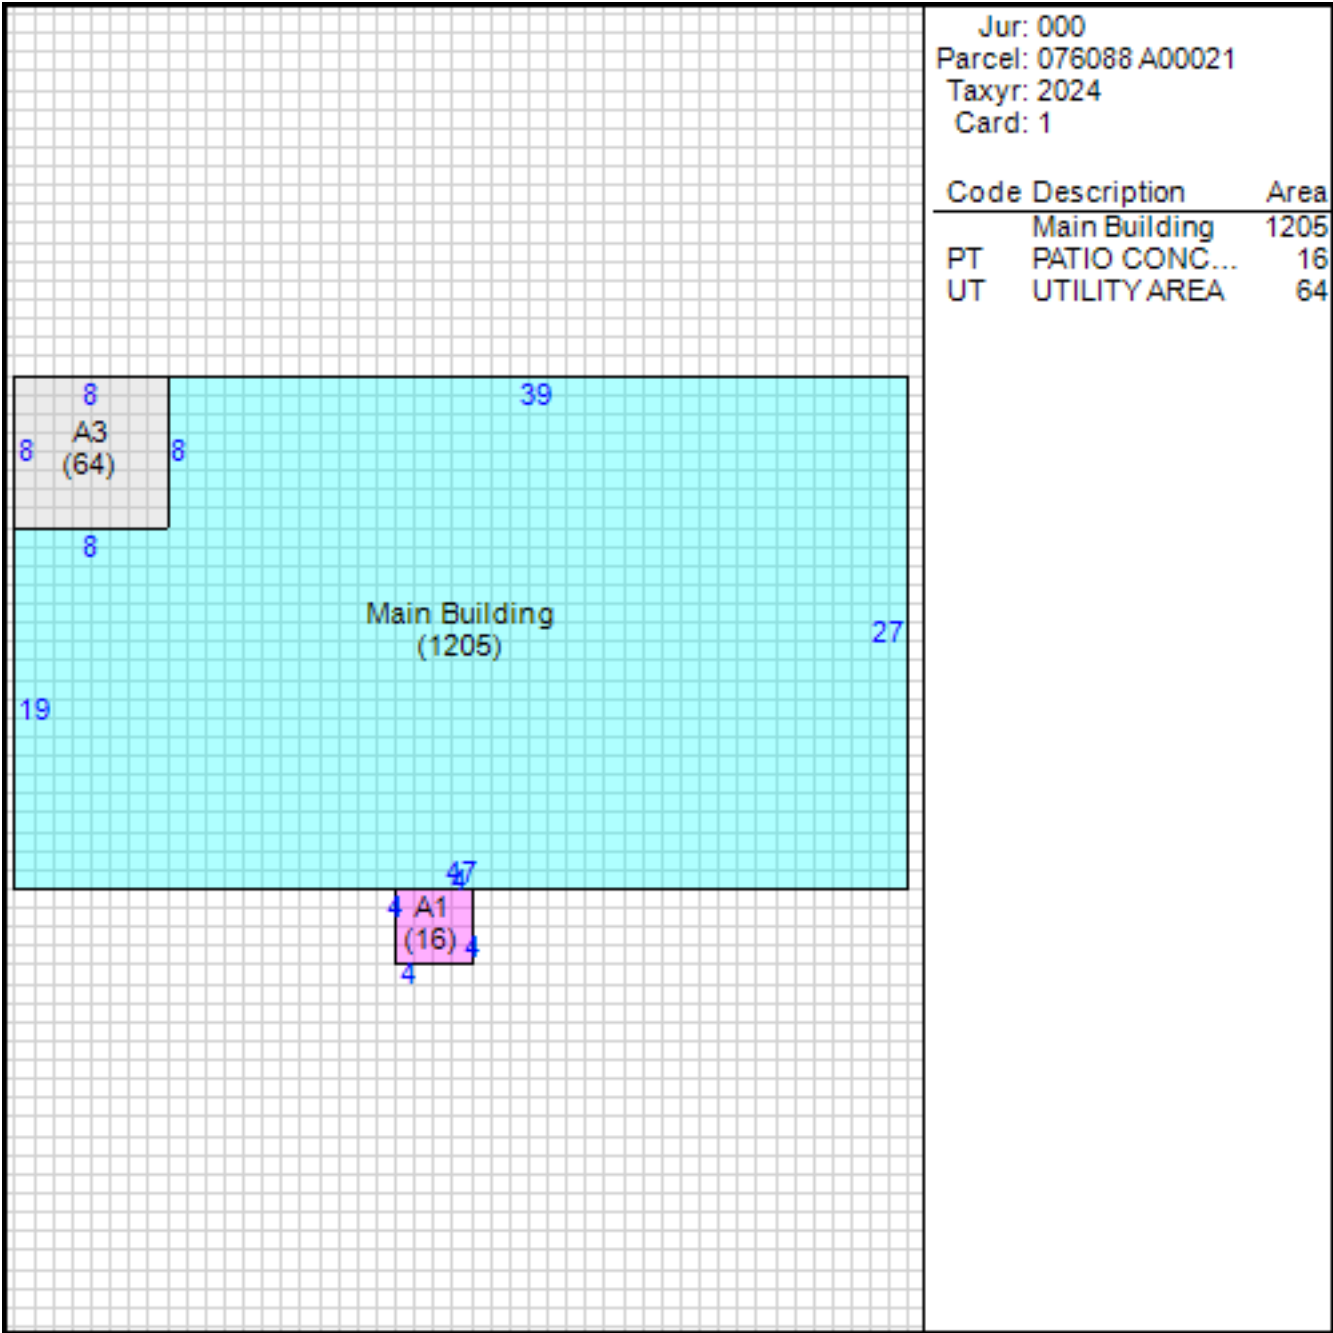 Jur: 000
Parcel: 076088 A00021
Taxyr: 2024
Card: 1
Code Description Area
Main Building 1205
PT PATIO CONC... 16
UT UTILITY AREA 64
8
39
A3
8
(64)
8
8
Main Building
(1205)
27
19
47
4
4
A1
(16)
4
4